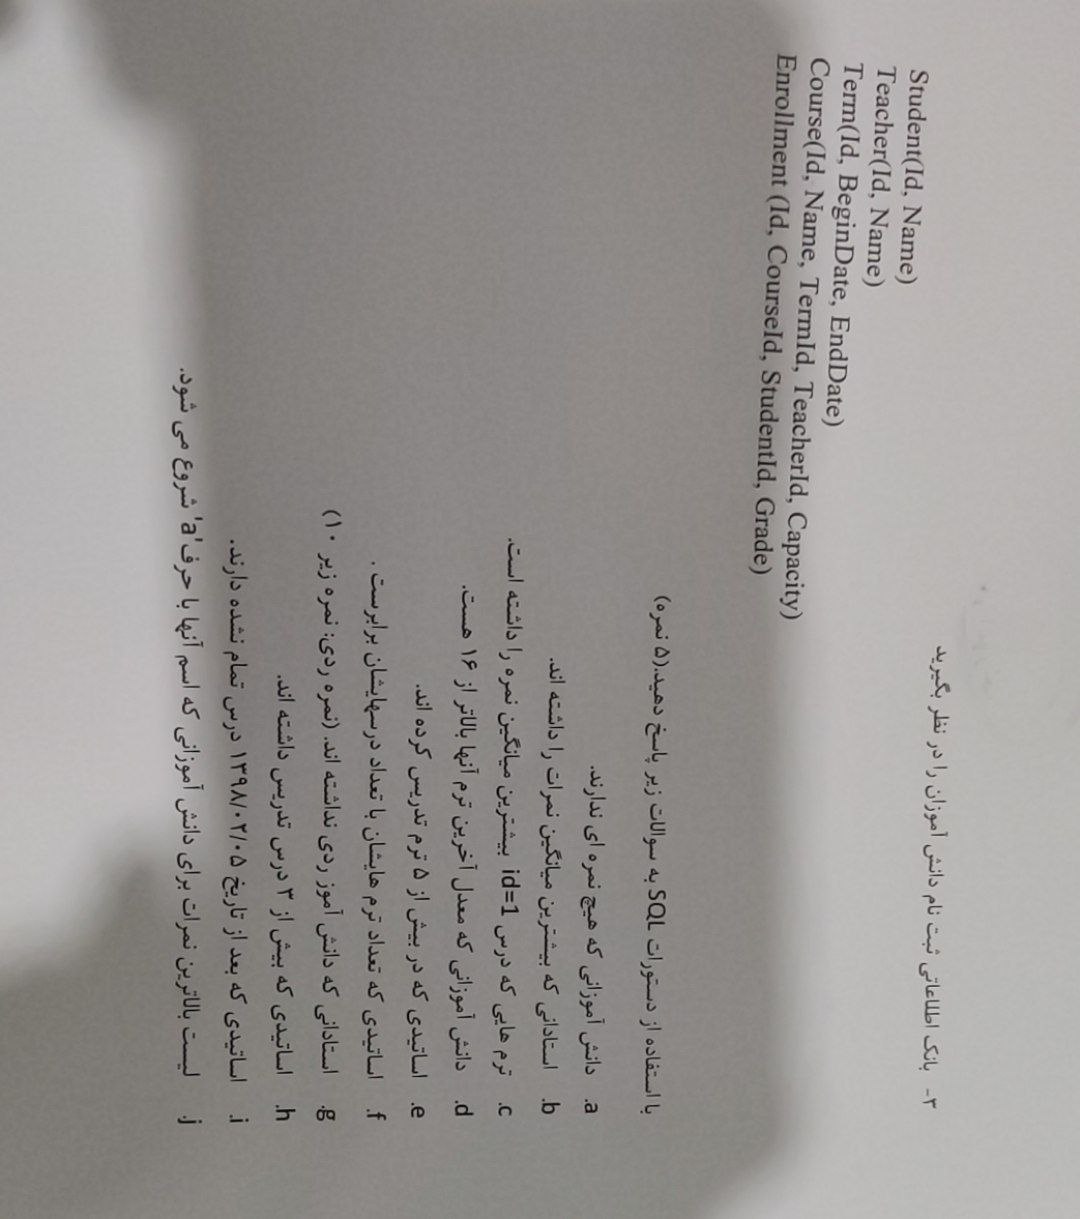 ۳- بانک اطلاعاتی ثبت نام دانش آموزان را در نظر بگیرید
Student(Id, Name)
Teacher(Id, Name)
Term(Id, BeginDate, EndDate)
Course(Id, Name, TermId, TeacherId, Capacity)
Enrollment (Id, CourseId, StudentId, Grade)
با استفاده از دستورات SQL به سوالات زیر پاسخ دهید.(۵ نمره)
a. دانش آموزانی که هیچ نمره ای ندارند.
b. استادانی که بیشترین میانگین نمرات را داشته اند.
c. ترم هایی که درس id=1 بیشترین میانگین نمره را داشته است.
d. دانش آموزانی که معدل آخرین ترم آنها بالاتر از ۱۶ هست.
e. اساتیدی که در بیش از ۵ ترم تدریس کرده اند.
f. اساتیدی که تعداد ترم هایشان با تعداد درسهایشان برابرست .
g. استادانی که دانش آموز ردی نداشته اند. (نمره ردی: نمره زیر ۱۰)
h. اساتیدی که بیش از ۳ درس تدریس داشته اند.
i. اساتیدی که بعد از تاریخ ۱۳۹۸/۰۲/۰۵ درس تمام نشده دارند.
j. لیست بالاترین نمرات برای دانش آموزانی که اسم آنها با حرف'a' شروع می شود.